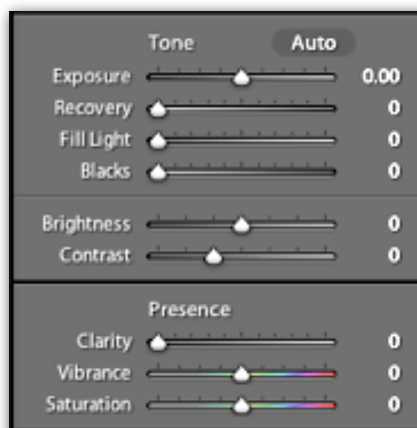 Tone Auto
Exposure 0.00
Recovery 0
Fill Light 0
Blacks 0
Brightness 0
Contrast 0
Presence
Clarity 0
Vibrance 0
Saturation 0